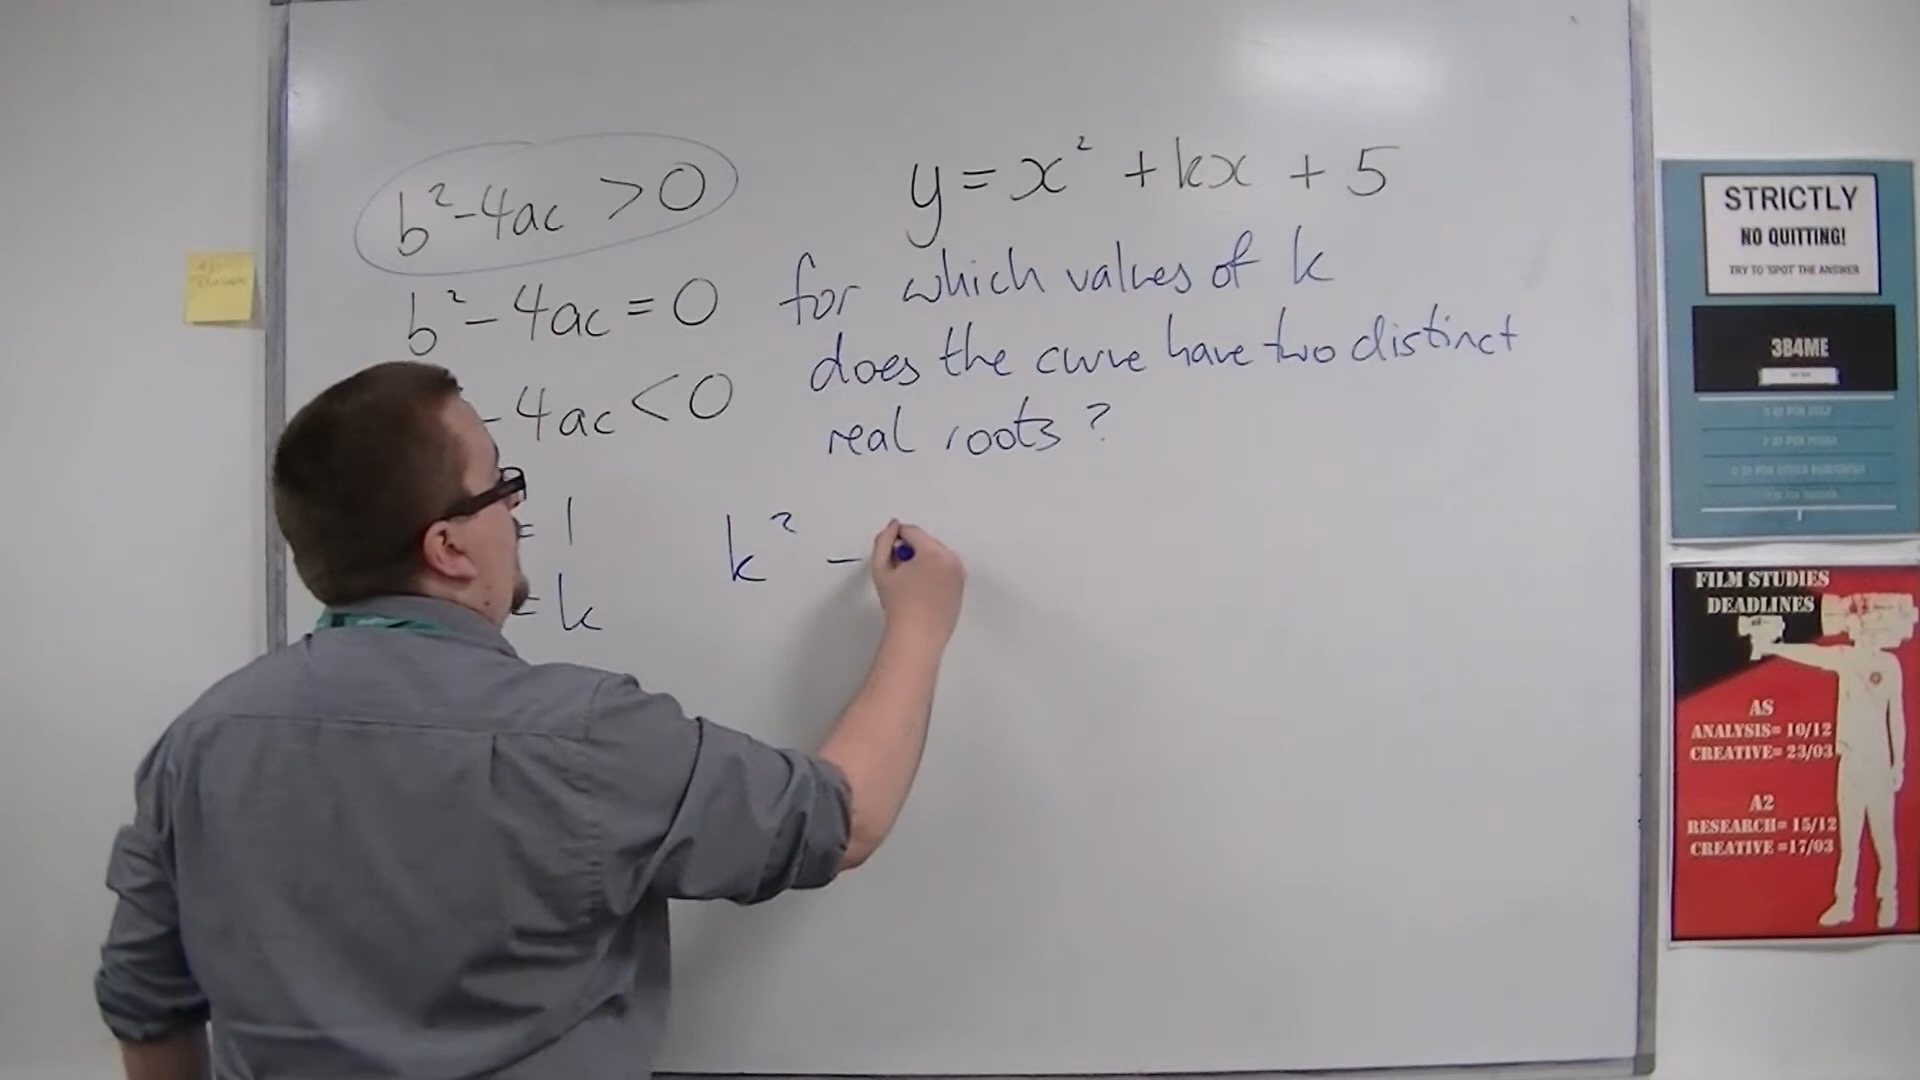 b²-4ac >0
y = x² + kx + 5
b² - 4ac = 0
for which values of k
- 4ac < 0
does the curve have two distinct
real roots?
= 1
k² -
= k
STRICTLY
NO QUITTING!
TRY TO 'SPOT' THE ANSWER
3B4ME
FILM STUDIES
DEADLINES
AS
ANALYSIS= 10/12
CREATIVE= 23/03
A2
RESEARCH= 15/12
CREATIVE =17/03